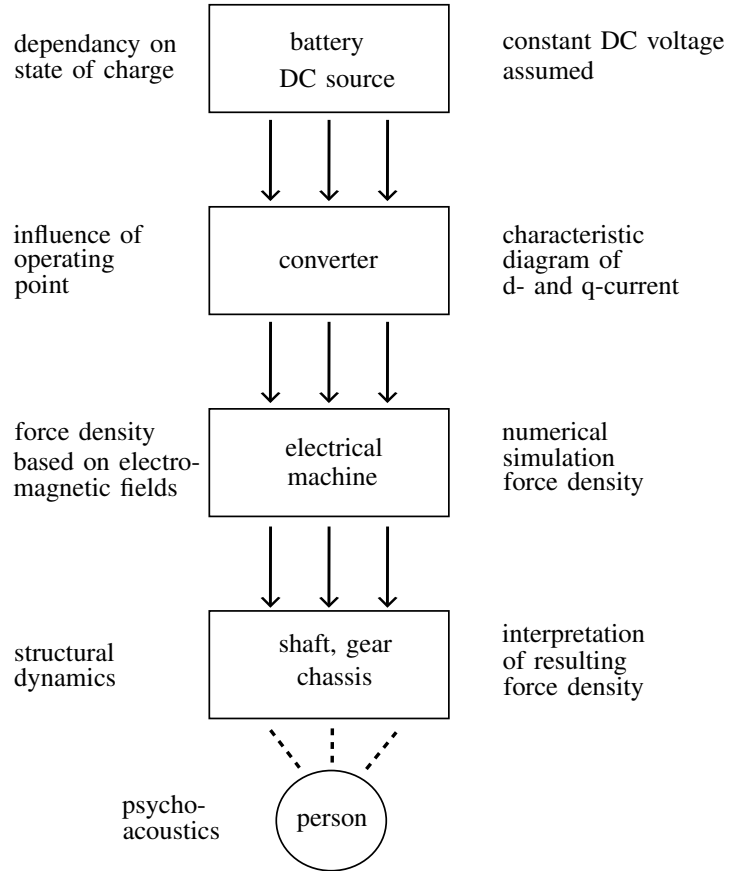 dependancy on
state of charge
battery
DC source
constant DC voltage
assumed
influence of
operating
point
converter
characteristic
diagram of
d- and q-current
force density
based on electro-
magnetic fields
electrical
machine
numerical
simulation
force density
structural
dynamics
shaft, gear
chassis
interpretation
of resulting
force density
psycho-
acoustics
person